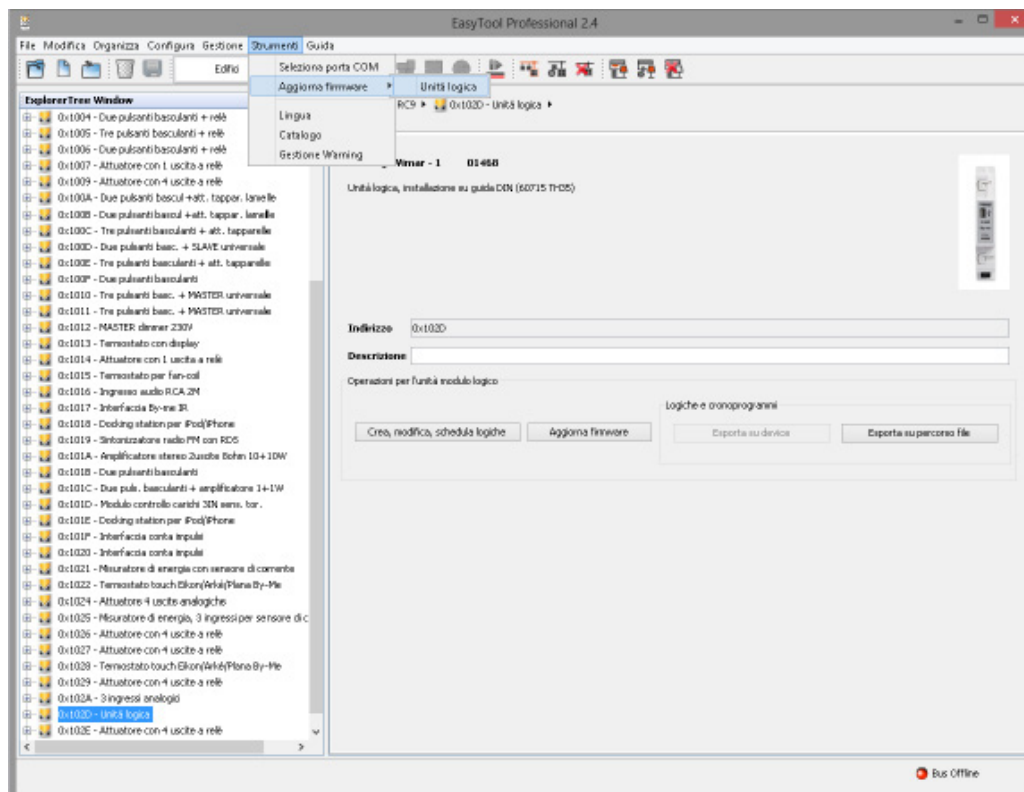 EasyTool Professional 2.4
File Modifica Organizza Configura Gestione Strumenti Guida
Edifici
Seleziona porta COM
Aggiorna firmware
Unità logica
Lingua
Catalogo
Gestione Warning
ExplorerTree Window
RC9 0x102D - Unità logica
0x1004 - Due pulsanti basculanti + relè
0x1005 - Tre pulsanti basculanti + relè
0x1006 - Due pulsanti basculanti + relè
0x1007 - Attuatore con 1 uscita a relè
0x1009 - Attuatore con 4 uscite a relè
0x100A - Due pulsanti bascul +att. tappar. lamelle
0x100B - Due pulsanti bascul +att. tappar. lamelle
0x100C - Tre pulsanti basculanti + att. tapparelle
0x100D - Due pulsanti basc. + SLAVE universale
0x100E - Tre pulsanti basculanti + att. tapparelle
0x100F - Due pulsanti basculanti
0x1010 - Tre pulsanti basc. + MASTER universale
0x1011 - Tre pulsanti basc. + MASTER universale
0x1012 - MASTER dimmer 230V
0x1013 - Termostato con display
0x1014 - Attuatore con 1 uscita a relè
0x1015 - Termostato per fan-coil
0x1016 - Ingresso audio RCA 2M
0x1017 - Interfaccia By-me IR
0x1018 - Docking station per iPod/iPhone
0x1019 - Sintonizzatore radio FM con RDS
0x101A - Amplificatore stereo 2uscite 8ohm 10+10W
0x101B - Due pulsanti basculanti
0x101C - Due puls. basculanti + amplificatore 1+1W
0x101D - Modulo controllo carichi 3IN sens. tor.
0x101E - Docking station per iPod/iPhone
0x101F - Interfaccia conta impulsi
0x1020 - Interfaccia conta impulsi
0x1021 - Misuratore di energia con sensore di corrente
0x1022 - Termostato touch Eikon/Arké/Plana By-Me
0x1024 - Attuatore 4 uscite analogiche
0x1025 - Misuratore di energia, 3 ingressi per sensore di c
0x1026 - Attuatore con 4 uscite a relè
0x1027 - Attuatore con 4 uscite a relè
0x1028 - Termostato touch Eikon/Arké/Plana By-Me
0x1029 - Attuatore con 4 uscite a relè
0x102A - 3 ingressi analogici
0x102D - Unità logica
0x102E - Attuatore con 4 uscite a relè
Vimar - 1 01468
Unità logica, installazione su guida DIN (60715 TH35)
Indirizzo 0x102D
Descrizione
Operazioni per l'unità modulo logico
Logiche e cronoprogrammi
Crea, modifica, schedula logiche Aggiorna firmware Esporta su device Esporta su percorso file
Bus Offline